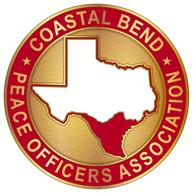 COASTAL BEND
PEACE OFFICERS ASSOCIATION